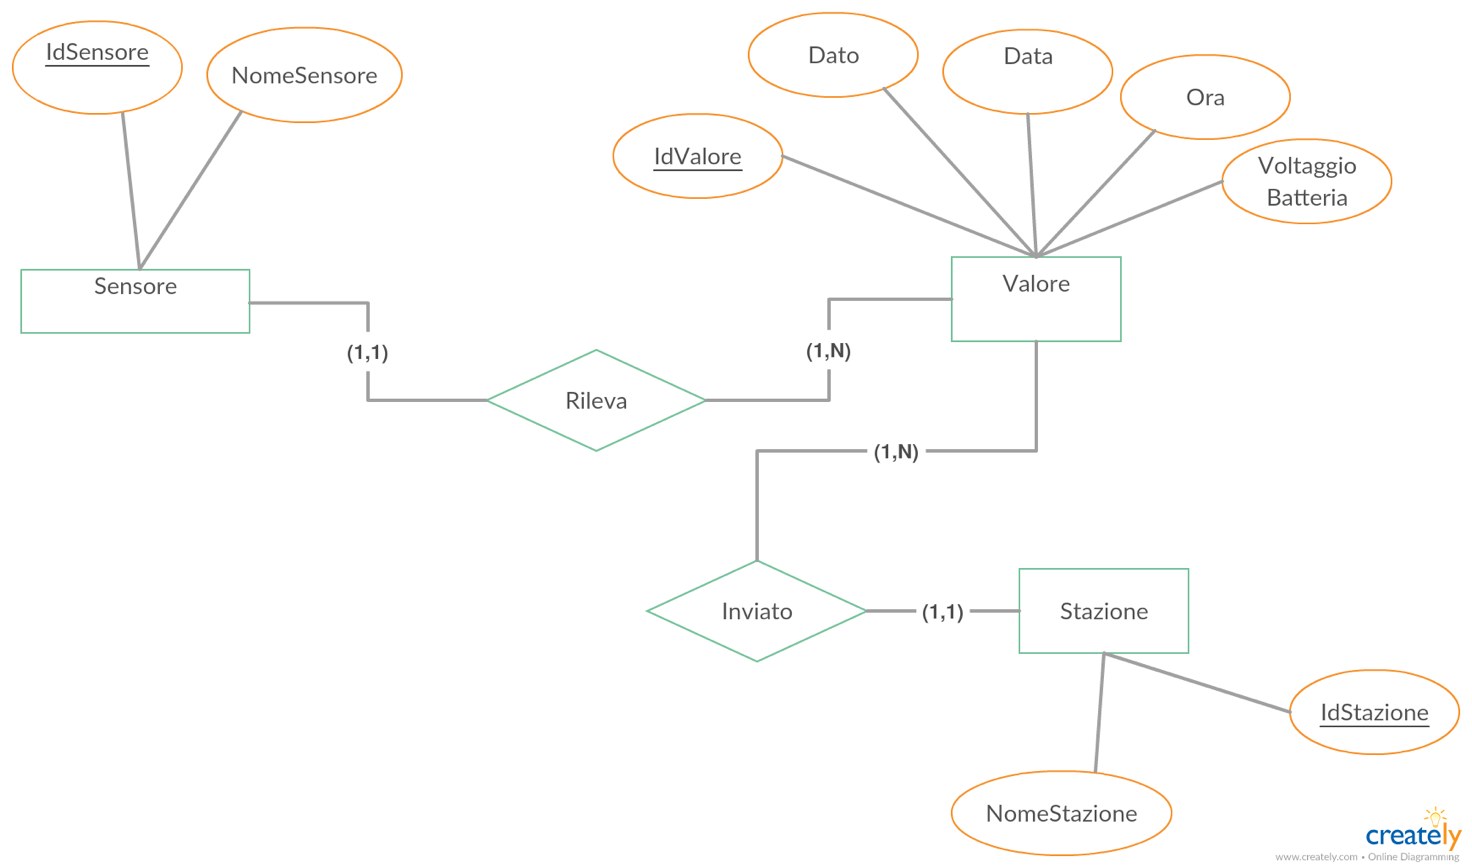 IdSensore
NomeSensore
Dato
Data
Ora
IdValore
Voltaggio
Batteria
Sensore
Valore
(1,1)
(1,N)
Rileva
(1,N)
Inviato
(1,1)
Stazione
IdStazione
NomeStazione
creately
www.creately.com • Online Diagramming